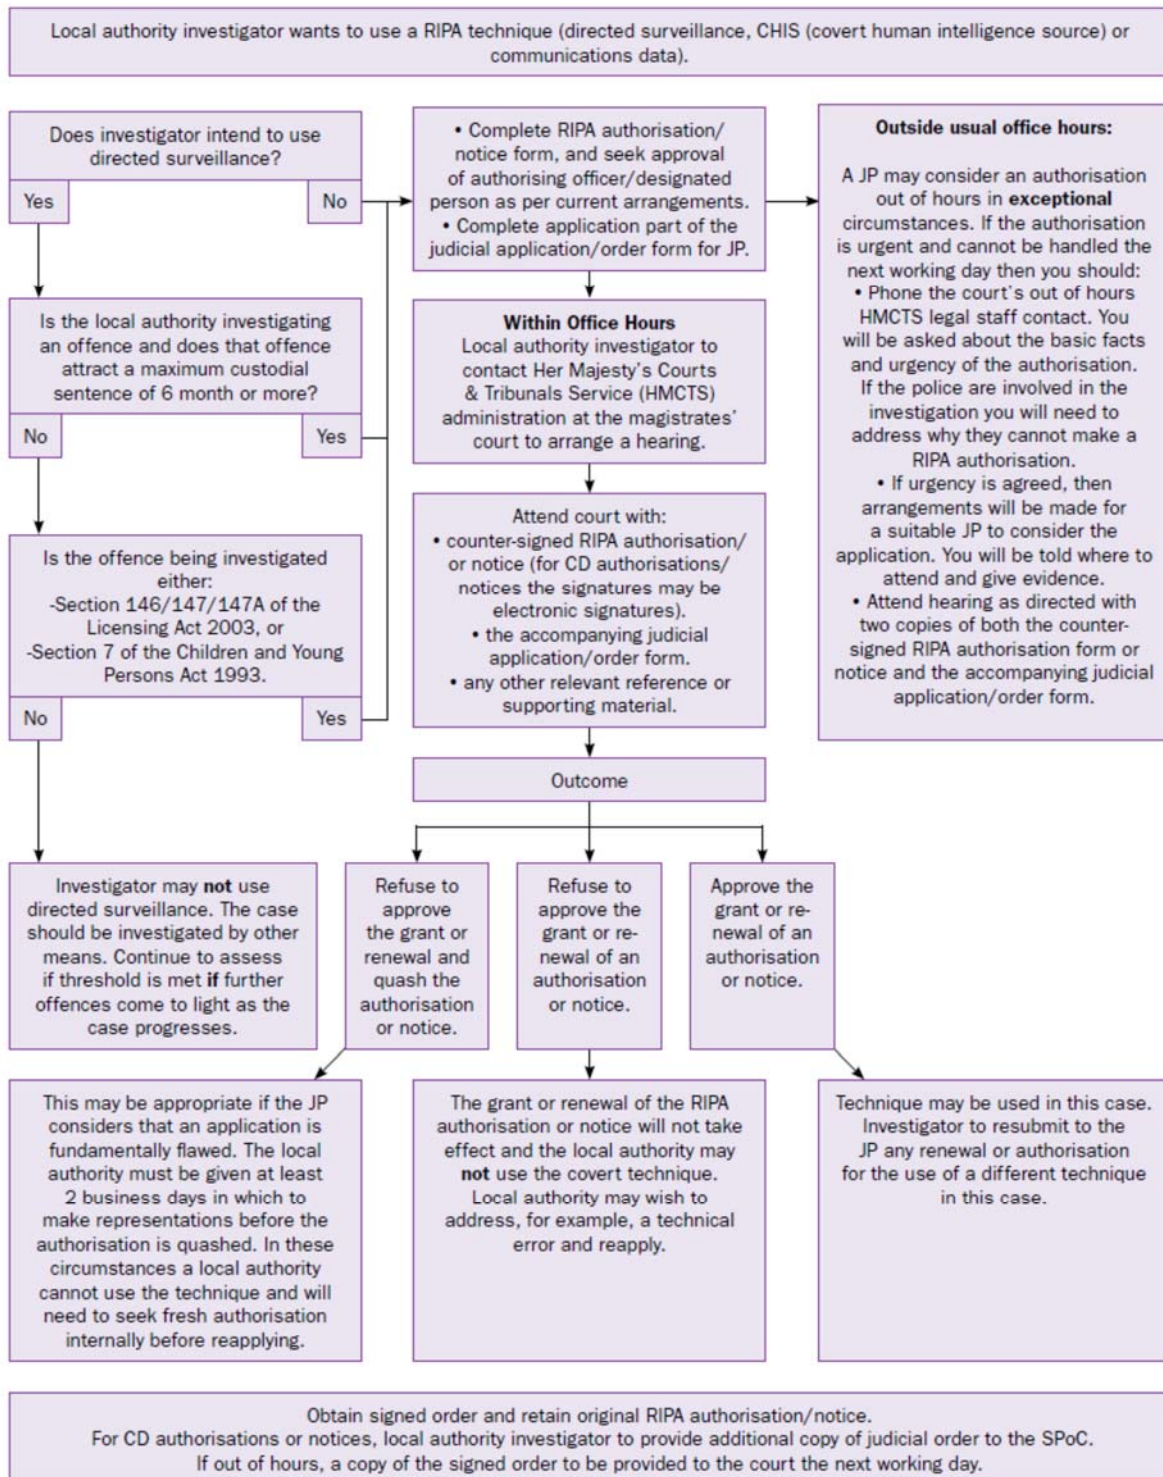 Local authority investigator wants to use a RIPA technique (directed surveillance, CHIS (covert human intelligence source) or
communications data).
Does investigator intend to use
directed surveillance?
Yes
No
Is the local authority investigating
an offence and does that offence
attract a maximum custodial
sentence of 6 month or more?
No
Yes
Is the offence being investigated
either:
-Section 146/147/147A of the
Licensing Act 2003, or
-Section 7 of the Children and Young
Persons Act 1993.
No
Yes
• Complete RIPA authorisation/
notice form, and seek approval
of authorising officer/designated
person as per current arrangements.
• Complete application part of the
judicial application/order form for JP.
Within Office Hours
Local authority investigator to
contact Her Majesty's Courts
& Tribunals Service (HMCTS)
administration at the magistrates'
court to arrange a hearing.
Attend court with:
• counter-signed RIPA authorisation/
or notice (for CD authorisations/
notices the signatures may be
electronic signatures).
• the accompanying judicial
application/order form.
• any other relevant reference or
supporting material.
Outside usual office hours:
A JP may consider an authorisation
out of hours in exceptional
circumstances. If the authorisation
is urgent and cannot be handled the
next working day then you should:
• Phone the court's out of hours
HMCTS legal staff contact. You
will be asked about the basic facts
and urgency of the authorisation.
If the police are involved in the
investigation you will need to
address why they cannot make a
RIPA authorisation.
• If urgency is agreed, then
arrangements will be made for
a suitable JP to consider the
application. You will be told where to
attend and give evidence.
• Attend hearing as directed with
two copies of both the counter-
signed RIPA authorisation form or
notice and the accompanying judicial
application/order form.
Outcome
Investigator may not use
directed surveillance. The case
should be investigated by other
means. Continue to assess
if threshold is met if further
offences come to light as the
case progresses.
Refuse to
approve
the grant or
renewal and
quash the
authorisation
or notice.
Refuse to
approve the
grant or re-
newal of an
authorisation
or notice.
Approve the
grant or re-
newal of an
authorisation
or notice.
This may be appropriate if the JP
considers that an application is
fundamentally flawed. The local
authority must be given at least
2 business days in which to
make representations before the
authorisation is quashed. In these
circumstances a local authority
cannot use the technique and will
need to seek fresh authorisation
internally before reapplying.
The grant or renewal of the RIPA
authorisation or notice will not take
effect and the local authority may
not use the covert technique.
Local authority may wish to
address, for example, a technical
error and reapply.
Technique may be used in this case.
Investigator to resubmit to the
JP any renewal or authorisation
for the use of a different technique
in this case.
Obtain signed order and retain original RIPA authorisation/notice.
For CD authorisations or notices, local authority investigator to provide additional copy of judicial order to the SPoC.
If out of hours, a copy of the signed order to be provided to the court the next working day.